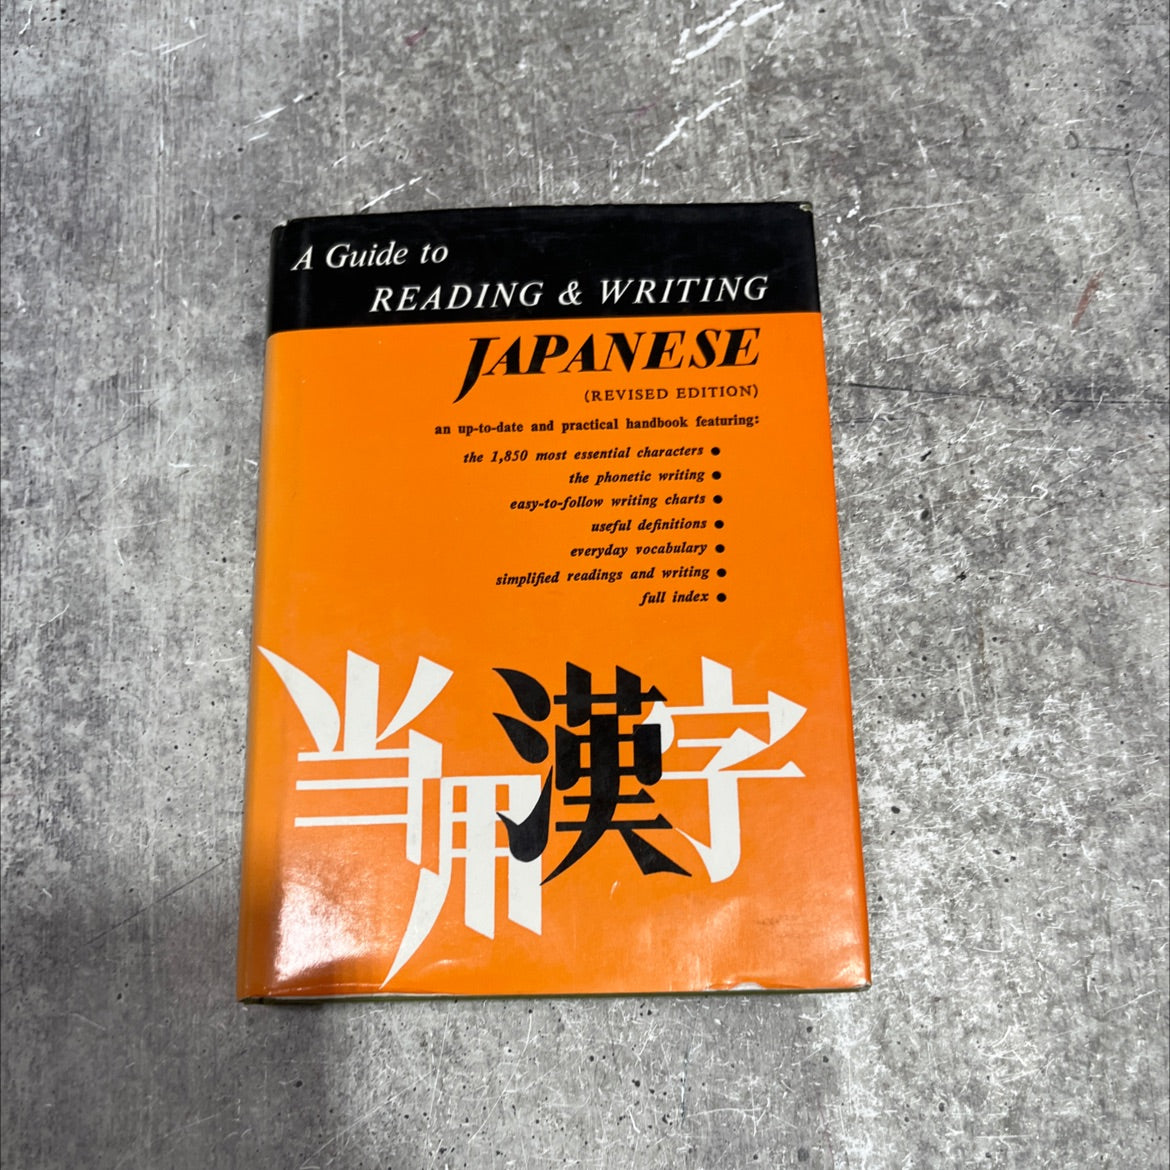 A Guide to
READING & WRITING
JAPANESE
(REVISED EDITION)
an up-to-date and practical handbook featuring:
the 1,850 most essential characters ●
the phonetic writing ●
easy-to-follow writing charts ●
useful definitions ●
everyday vocabulary ●
simplified readings and writing ●
full index ●
当用漢字